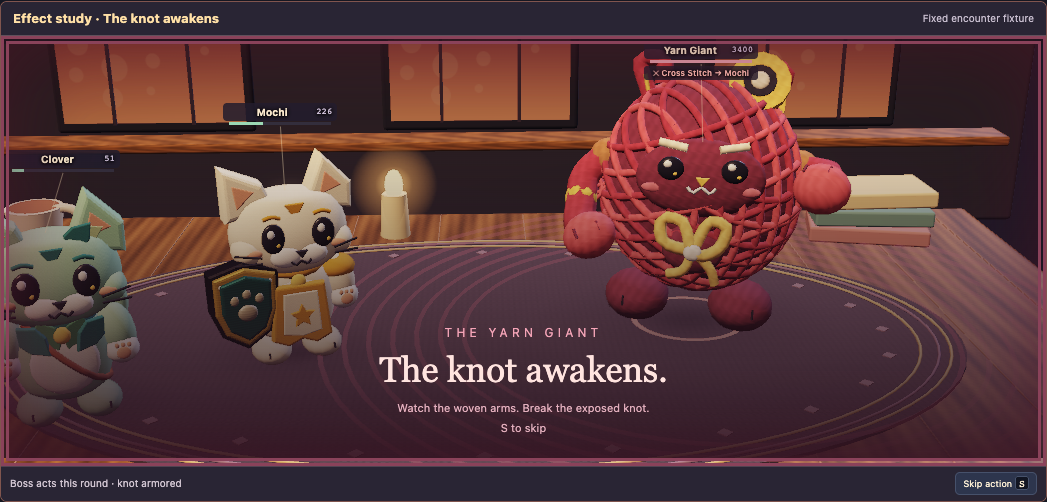 Effect study · The knot awakens
Fixed encounter fixture
Yarn Giant 3400
× Cross Stitch → Mochi
Mochi 226
Clover 51
THE YARN GIANT
The knot awakens.
Watch the woven arms. Break the exposed knot.
S to skip
Boss acts this round · knot armored
Skip action S